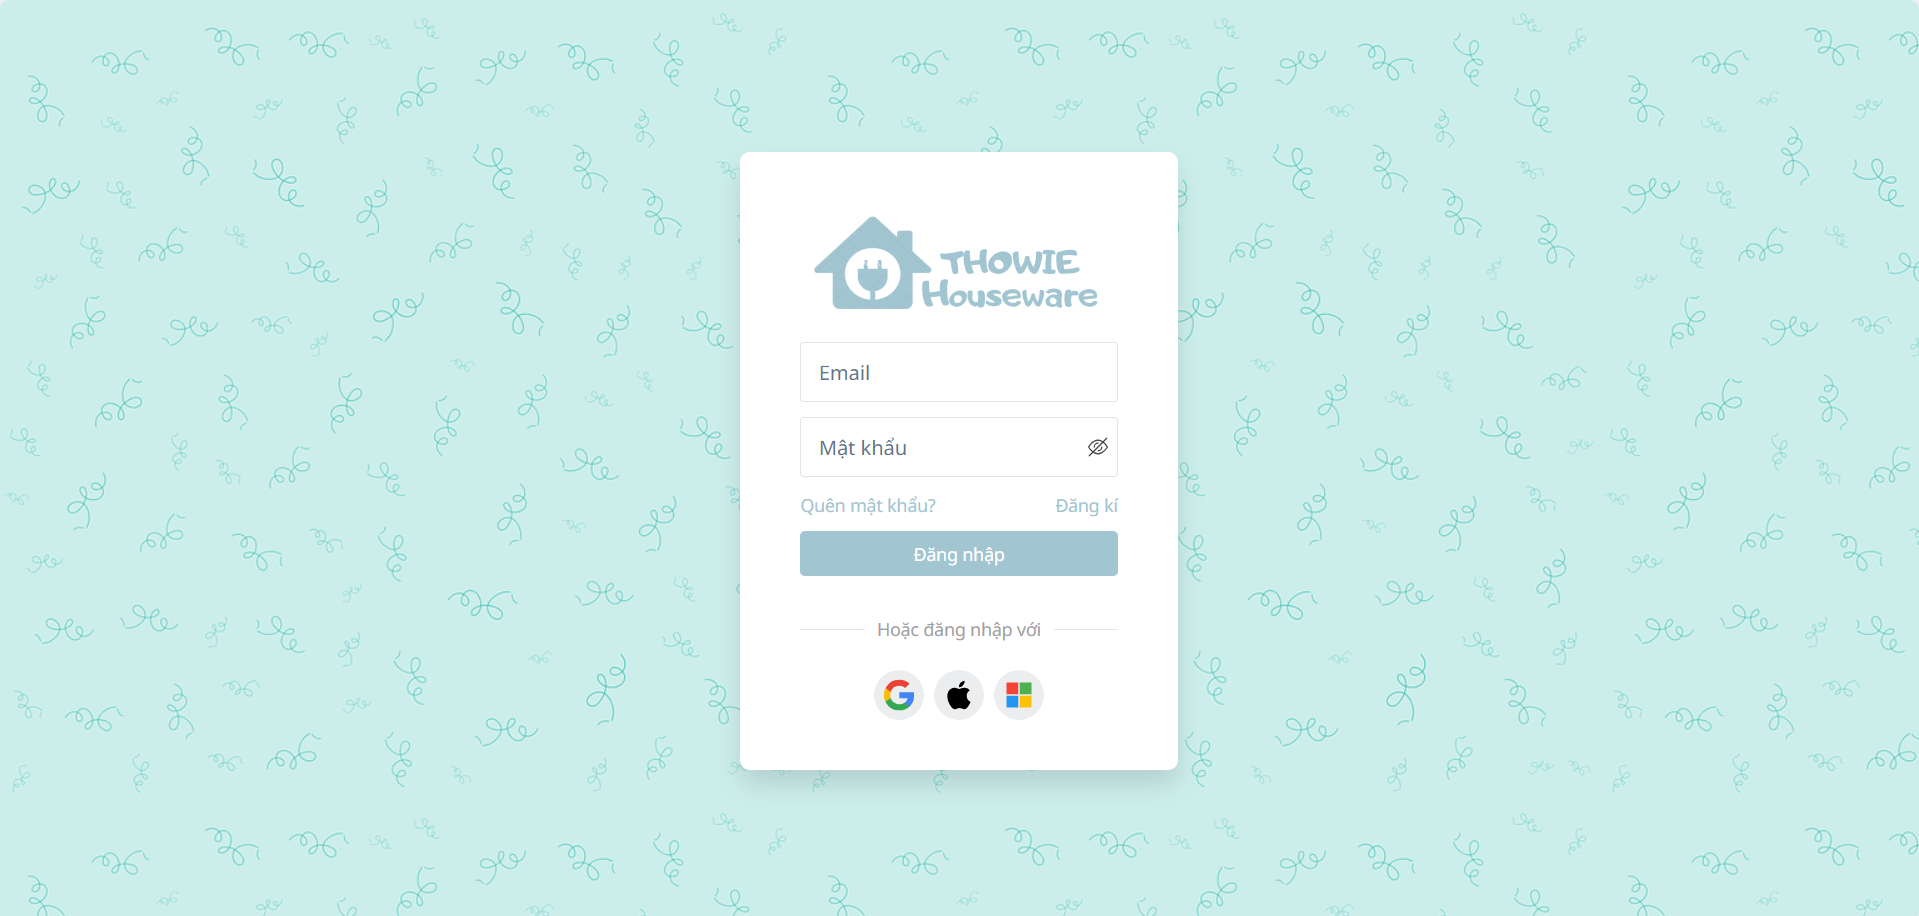 THOWIE
Houseware
Email
Mật khẩu
Quên mật khẩu? Đăng kí
Đăng nhập
Hoặc đăng nhập với